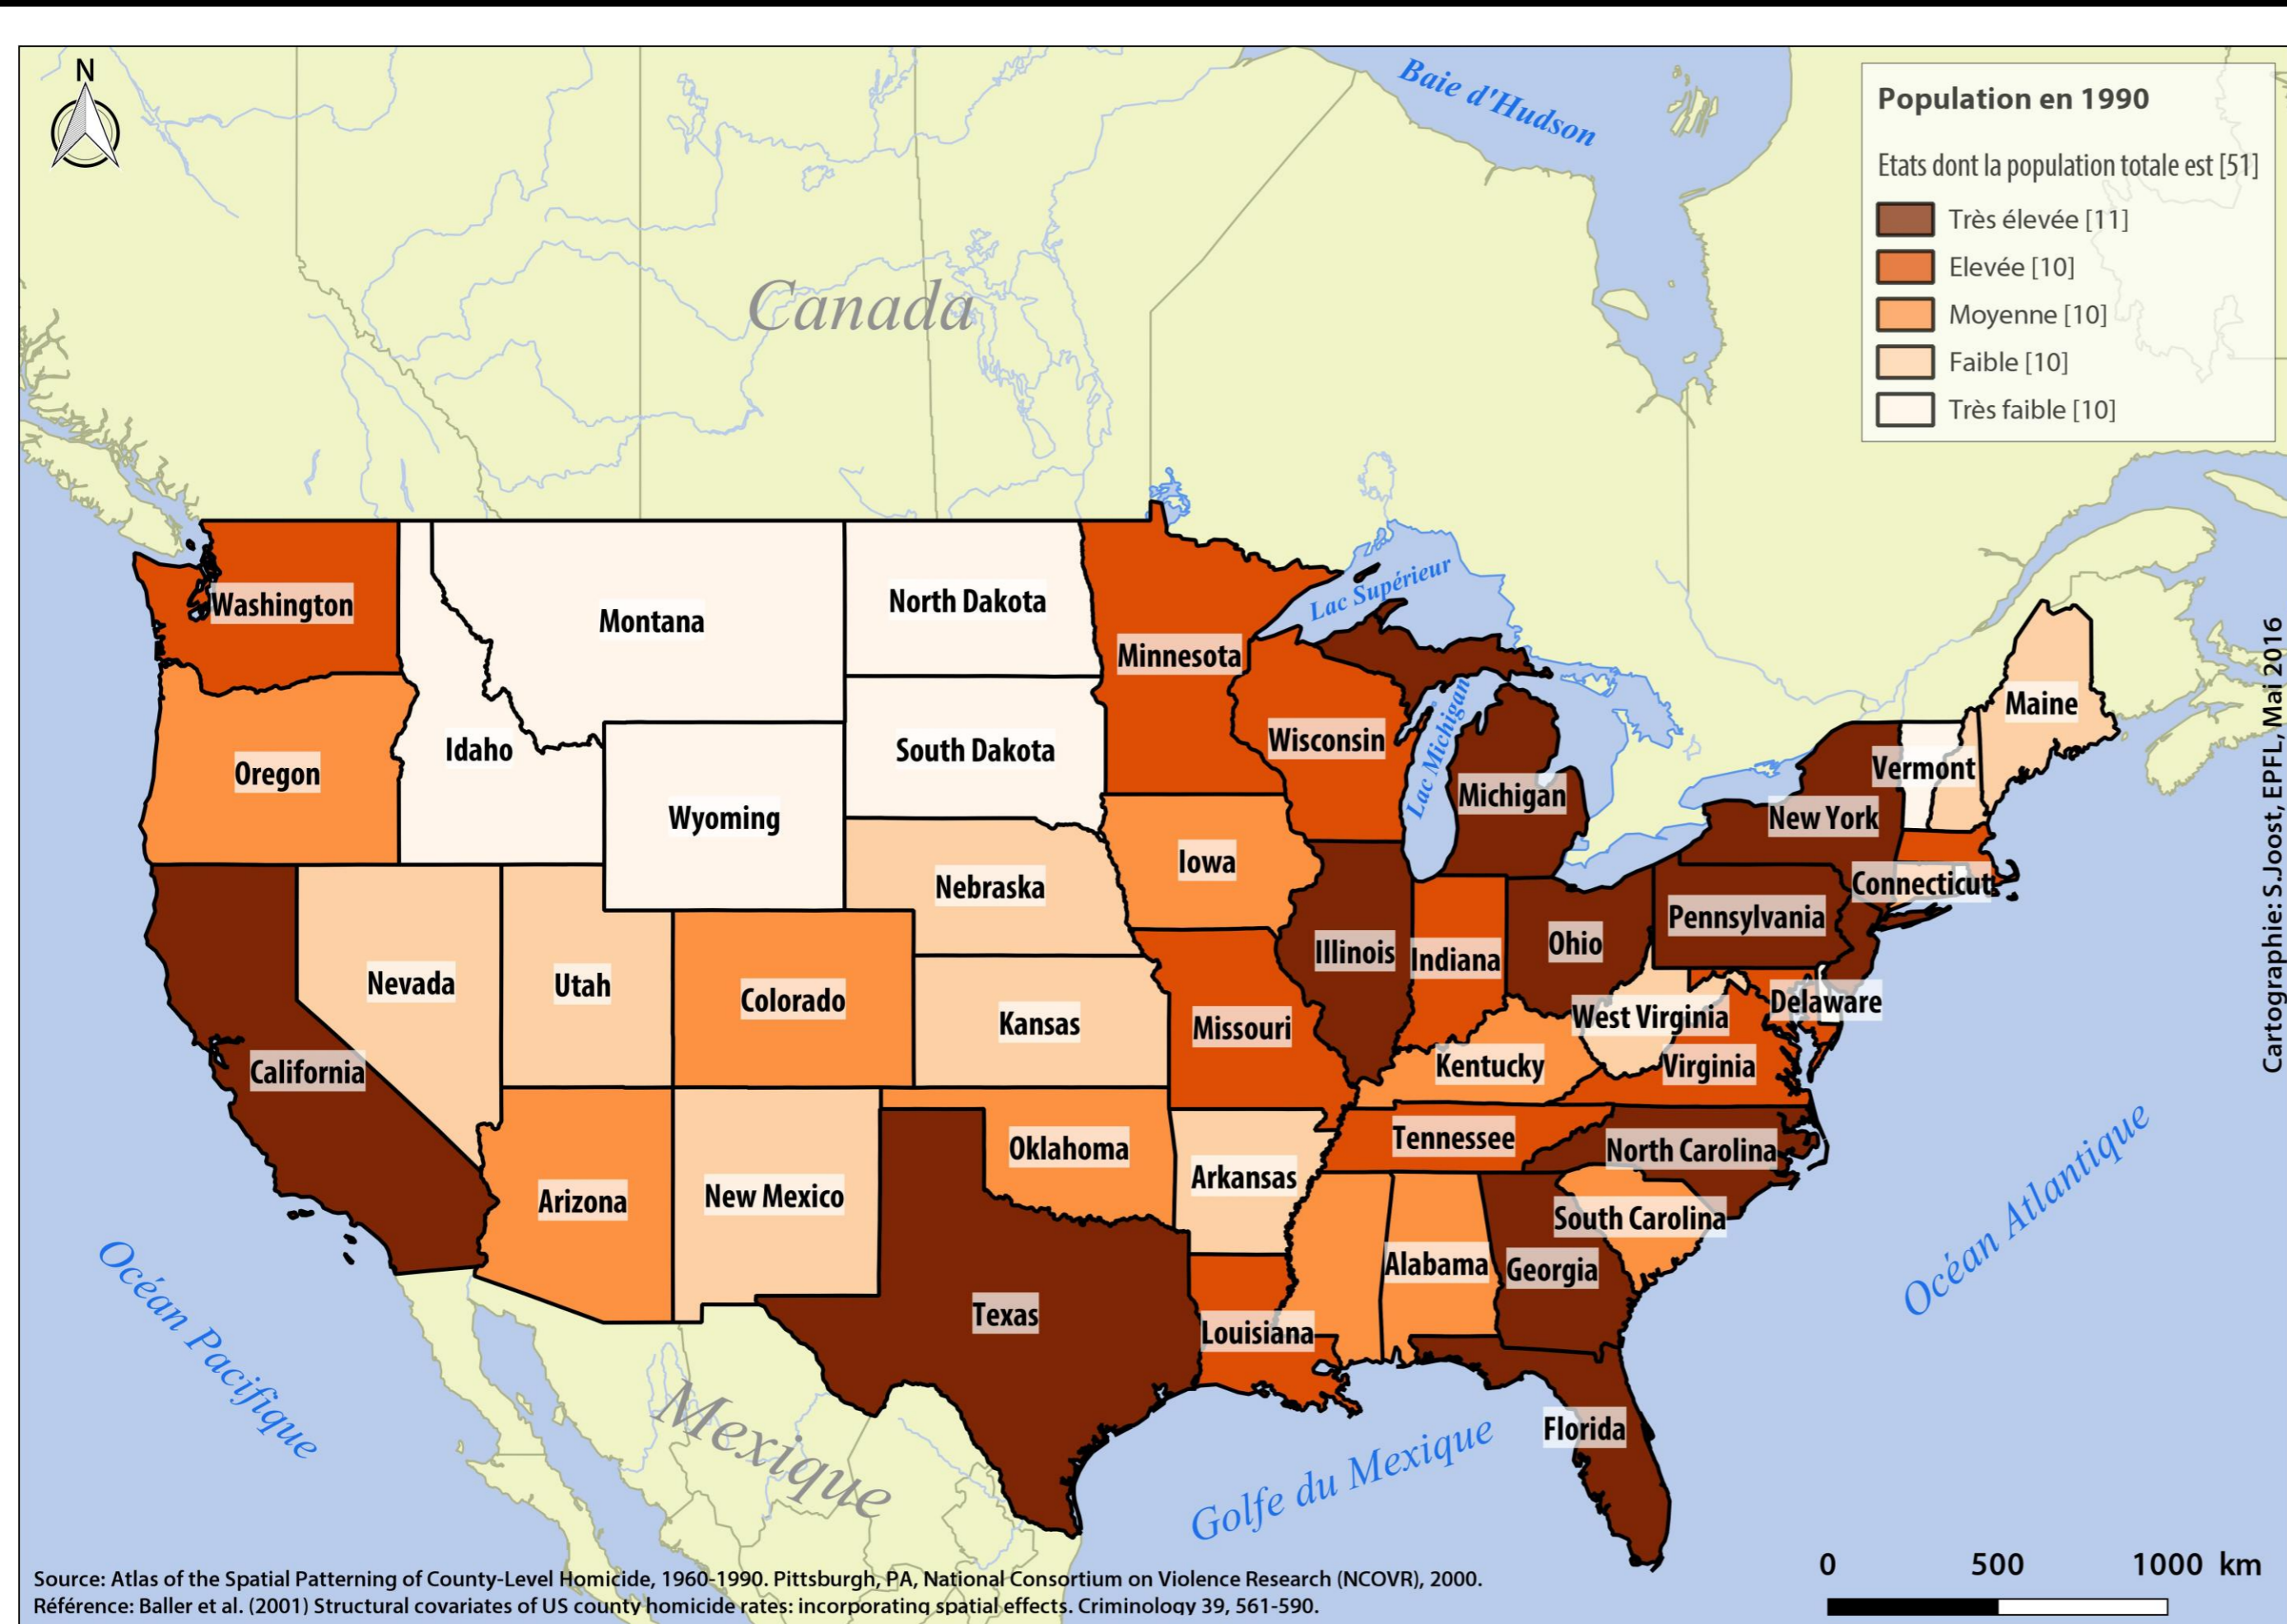 N
Baie d'Hudson
Population en 1990
Etats dont la population totale est [51]
Très élevée [11]
Elevée [10]
Moyenne [10]
Faible [10]
Très faible [10]
Canada
Washington
Montana
North Dakota
Minnesota
Lac Supérieur
Oregon
Idaho
South Dakota
Wisconsin
Lac Michigan
Michigan
Maine
Vermont
New York
Wyoming
Iowa
Nebraska
Connecticut
Pennsylvania
Nevada
Utah
Colorado
Kansas
Missouri
Illinois
Indiana
Ohio
West Virginia
Delaware
Virginia
Kentucky
California
Arizona
New Mexico
Oklahoma
Arkansas
Tennessee
North Carolina
South Carolina
Texas
Louisiana
Alabama
Georgia
Florida
Océan Pacifique
Mexique
Golfe du Mexique
Océan Atlantique
Cartographie: S.Joost, EPFL, Mai 2016
Source: Atlas of the Spatial Patterning of County-Level Homicide, 1960-1990. Pittsburgh, PA, National Consortium on Violence Research (NCOVR), 2000.
Référence: Baller et al. (2001) Structural covariates of US county homicide rates: incorporating spatial effects. Criminology 39, 561-590.
0 500 1000 km